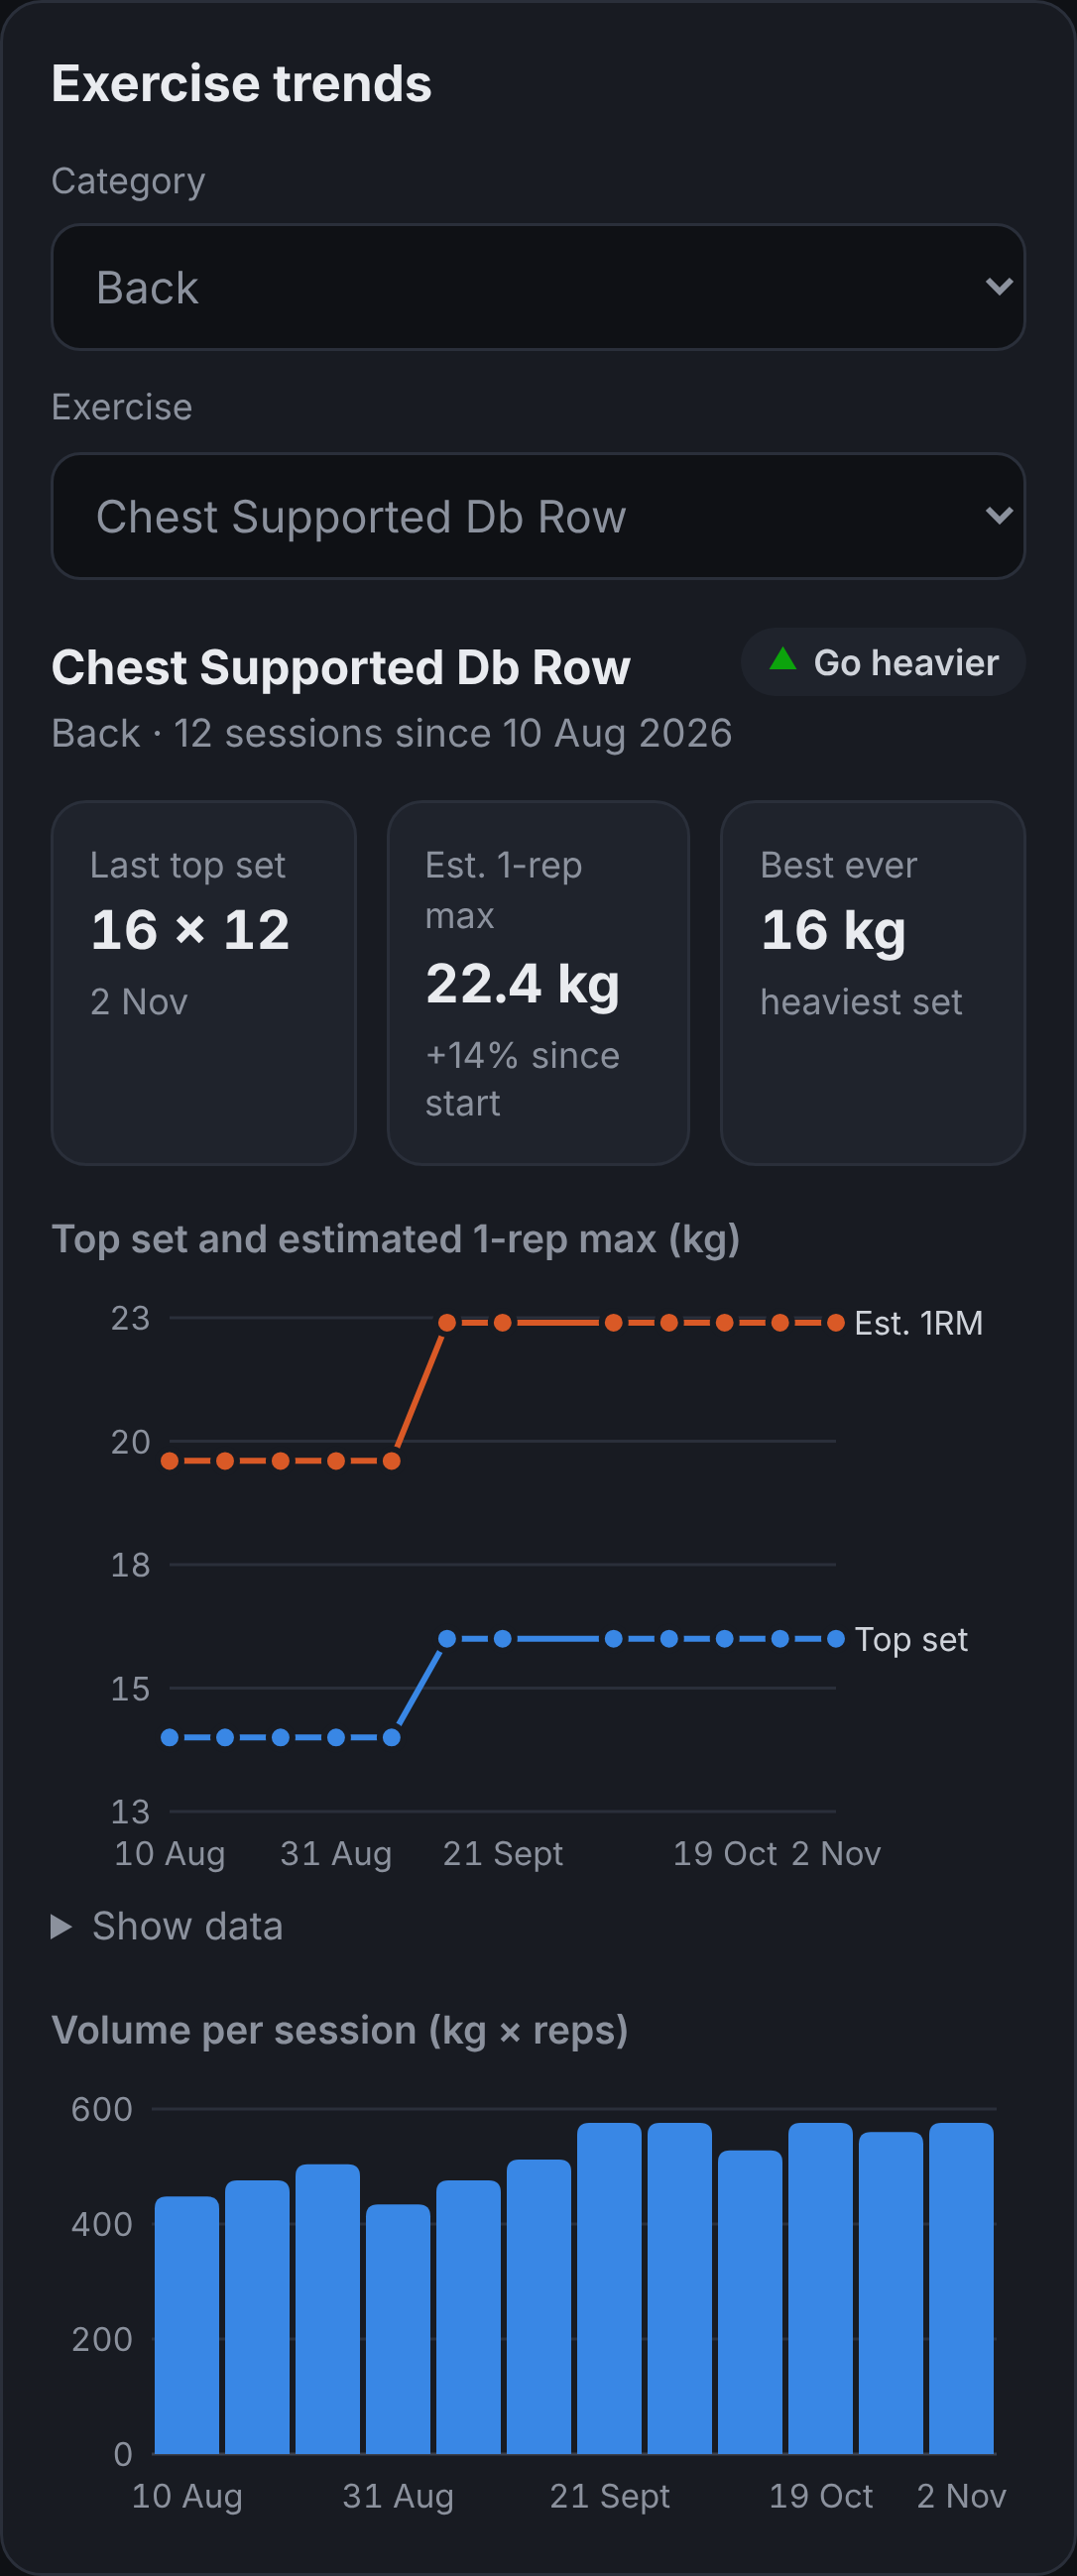 Exercise trends
Category
Back
Exercise
Chest Supported Db Row
Chest Supported Db Row
Go heavier
Back · 12 sessions since 10 Aug 2026
Last top set
16 × 12
2 Nov
Est. 1-rep
max
22.4 kg
+14% since
start
Best ever
16 kg
heaviest set
Top set and estimated 1-rep max (kg)
23
Est. 1RM
20
18
Top set
15
13
10 Aug 31 Aug 21 Sept 19 Oct 2 Nov
Show data
Volume per session (kg × reps)
600
400
200
0
10 Aug 31 Aug 21 Sept 19 Oct 2 Nov